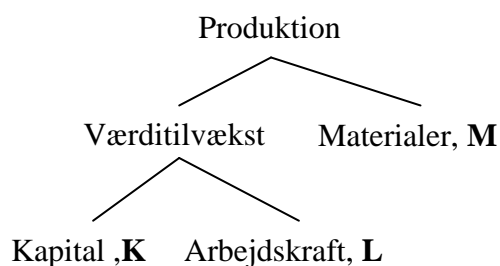 Produktion
Værditilvækst Materialer, M
Kapital ,K Arbejdskraft, L